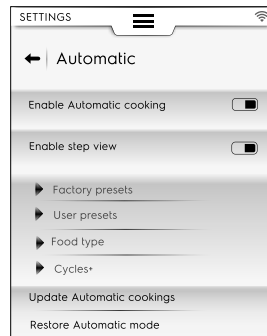 SETTINGS
Automatic
Enable Automatic cooking
Enable step view
Factory presets
User presets
Food type
Cycles+
Update Automatic cookings
Restore Automatic mode